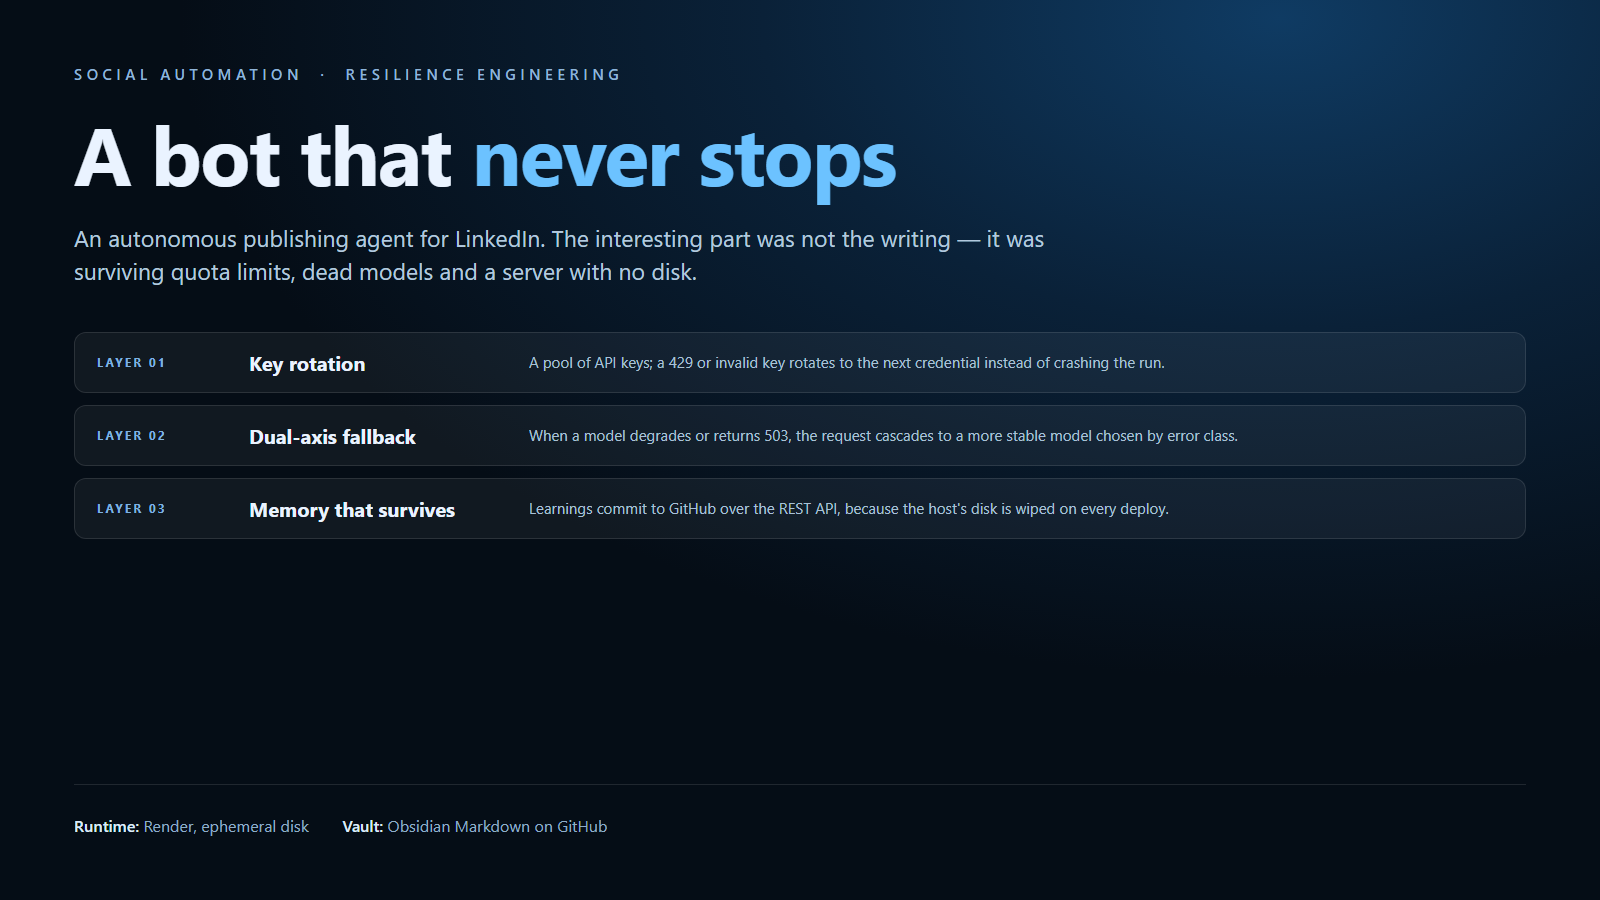 SOCIAL AUTOMATION · RESILIENCE ENGINEERING
A bot that never stops
An autonomous publishing agent for LinkedIn. The interesting part was not the writing — it was
surviving quota limits, dead models and a server with no disk.
LAYER 01 Key rotation A pool of API keys; a 429 or invalid key rotates to the next credential instead of crashing the run.
LAYER 02 Dual-axis fallback When a model degrades or returns 503, the request cascades to a more stable model chosen by error class.
LAYER 03 Memory that survives Learnings commit to GitHub over the REST API, because the host's disk is wiped on every deploy.
Runtime: Render, ephemeral disk Vault: Obsidian Markdown on GitHub